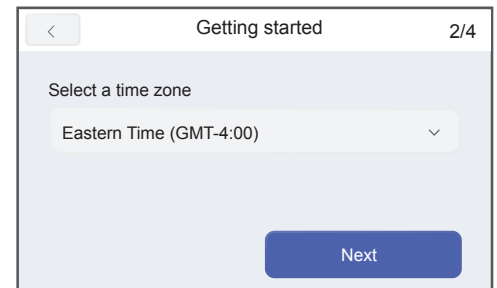 Getting started
2/4
Select a time zone
Eastern Time (GMT-4:00)
Next